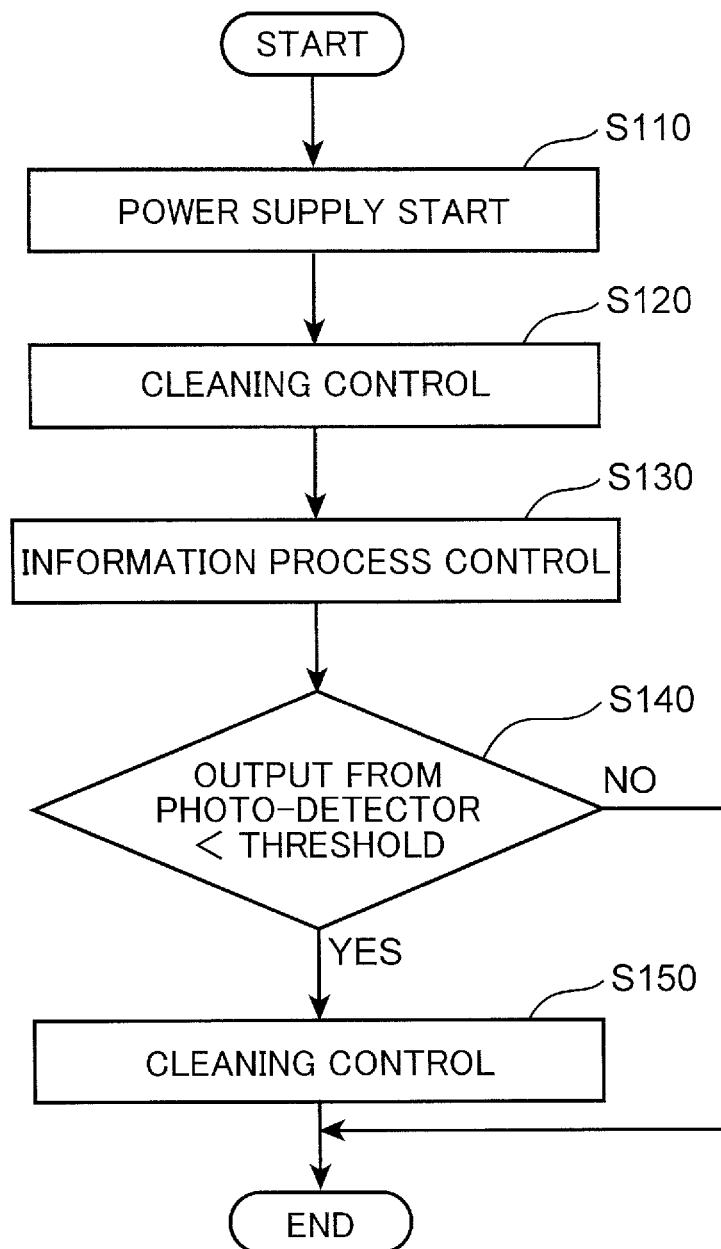 START
S110
POWER SUPPLY START
S120
CLEANING CONTROL
S130
INFORMATION PROCESS CONTROL
S140
OUTPUT FROM
PHOTO-DETECTOR
< THRESHOLD
NO
YES
S150
CLEANING CONTROL
END